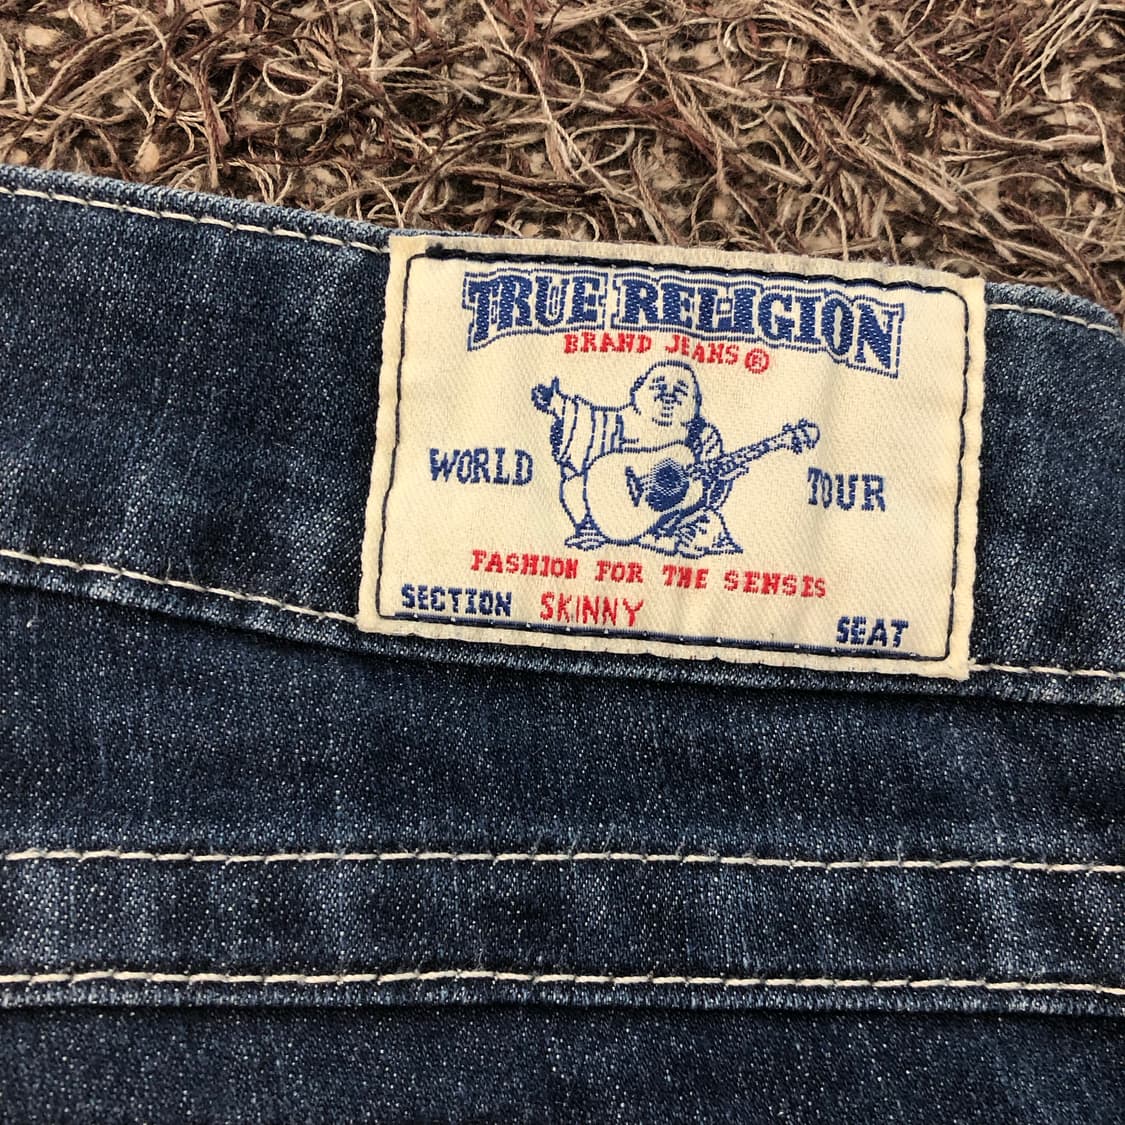 TRUE RELIGION
BRAND JEANS®
WORLD TOUR
FASHION FOR THE SENSES
SECTION SKINNY SEAT